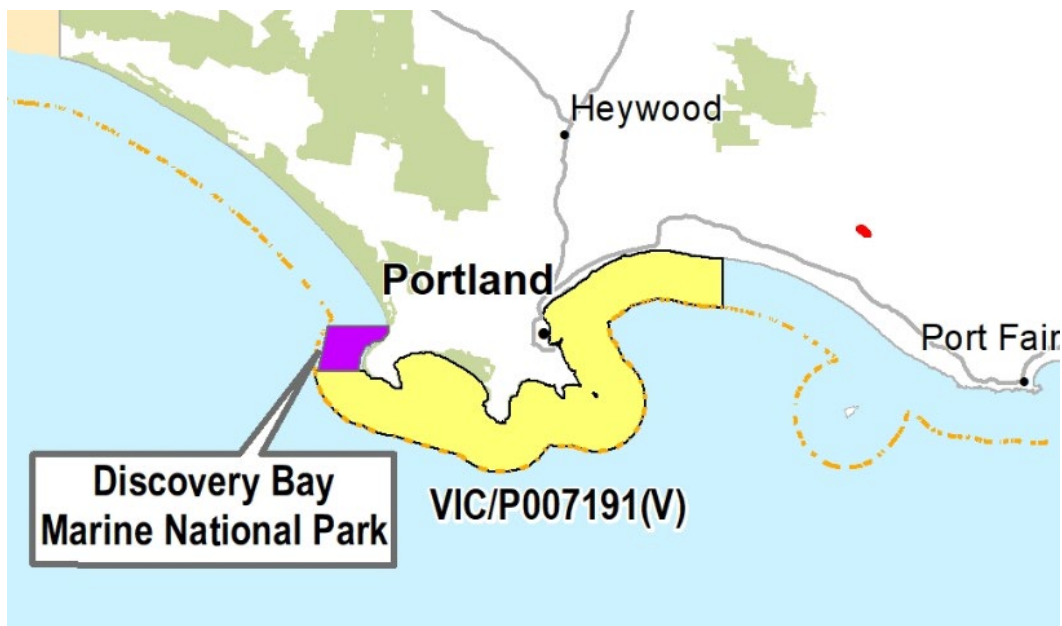 Heywood
Portland
Port Fair
Discovery Bay
Marine National Park
VIC/P007191(V)